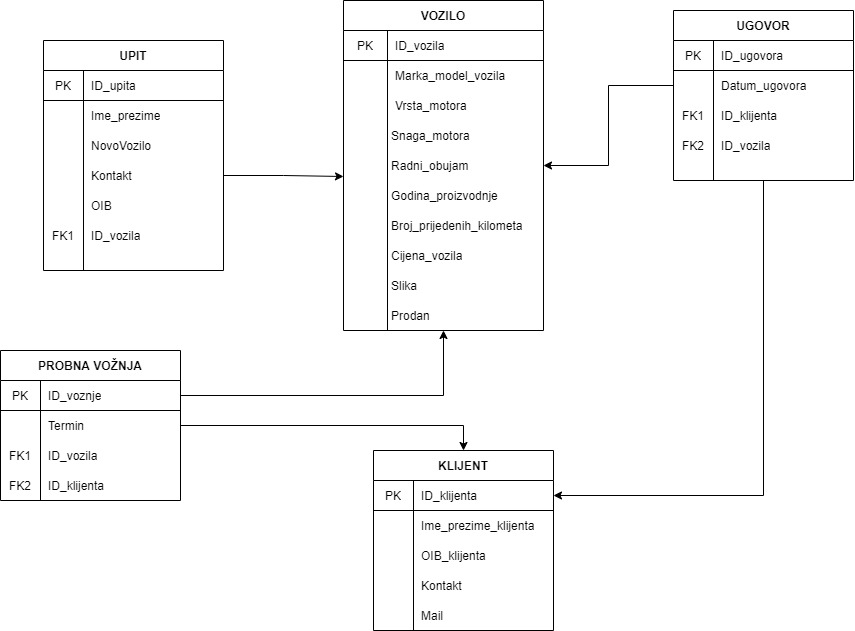 VOZILO
PK ID_vozila
Marka_model_vozila
Vrsta_motora
Snaga_motora
Radni_obujam
Godina_proizvodnje
Broj_prijedenih_kilometa
Cijena_vozila
Slika
Prodan
UGOVOR
PK ID_ugovora
Datum_ugovora
FK1 ID_klijenta
FK2 ID_vozila
UPIT
PK ID_upita
Ime_prezime
NovoVozilo
Kontakt
OIB
FK1 ID_vozila
PROBNA VOŽNJA
PK ID_voznje
Termin
FK1 ID_vozila
FK2 ID_klijenta
KLIJENT
PK ID_klijenta
Ime_prezime_klijenta
OIB_klijenta
Kontakt
Mail